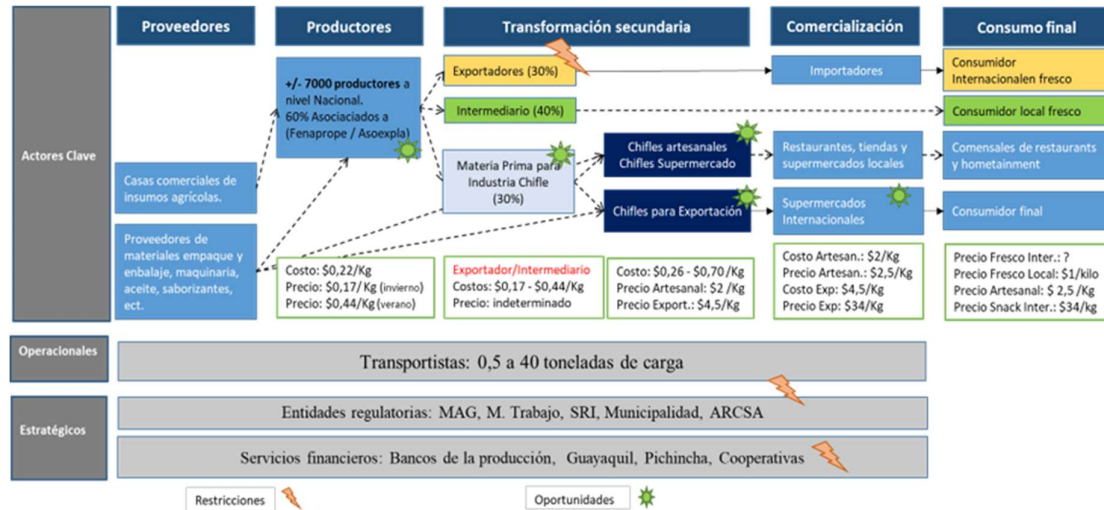 Proveedores
Productores
Transformación secundaria
Comercialización
Consumo final
Actores Clave
Casas comerciales de
insumos agrícolas.
Proveedores de
materiales empaque y
enbalaje, maquinaria,
aceite, saborizantes,
ect.
+/- 7000 productores a
nivel Nacional.
60% Asociaciados a
(Fenaprope / Asoexpla)
Exportadores (30%)
Intermediario (40%)
Materia Prima para
Industria Chifle
(30%)
Chifles artesanales
Chifles Supermercado
Chifles para Exportación
Importadores
Restaurantes, tiendas y
supermercados locales
Supermercados
Internacionales
Consumidor
Internacionalen fresco
Consumidor local fresco
Comensales de restaurants
y hometainment
Consumidor final
Costo: $0,22/Kg
Precio: $0,17/Kg (invierno)
Precio: $0,44/Kg (verano)
Exportador/Intermediario
Costos: $0,17 - $0,44/Kg
Precio: indeterminado
Costo: $0,26 - $0,70/Kg
Precio Artesanal: $2 /Kg
Precio Export.: $4,5/Kg
Costo Artesan.: $2/Kg
Precio Artesan.: $2,5/Kg
Costo Exp: $4,5/Kg
Precio Exp: $34/Kg
Precio Fresco Inter.: ?
Precio Fresco Local: $1/kilo
Precio Artesanal: $ 2,5 /Kg
Precio Snack Inter.: $34/Kg
Operacionales
Transportistas: 0,5 a 40 toneladas de carga
Estratégicos
Entidades regulatorias: MAG, M. Trabajo, SRI, Municipalidad, ARCSA
Servicios financieros: Bancos de la producción, Guayaquil, Pichincha, Cooperativas
Restricciones
Oportunidades